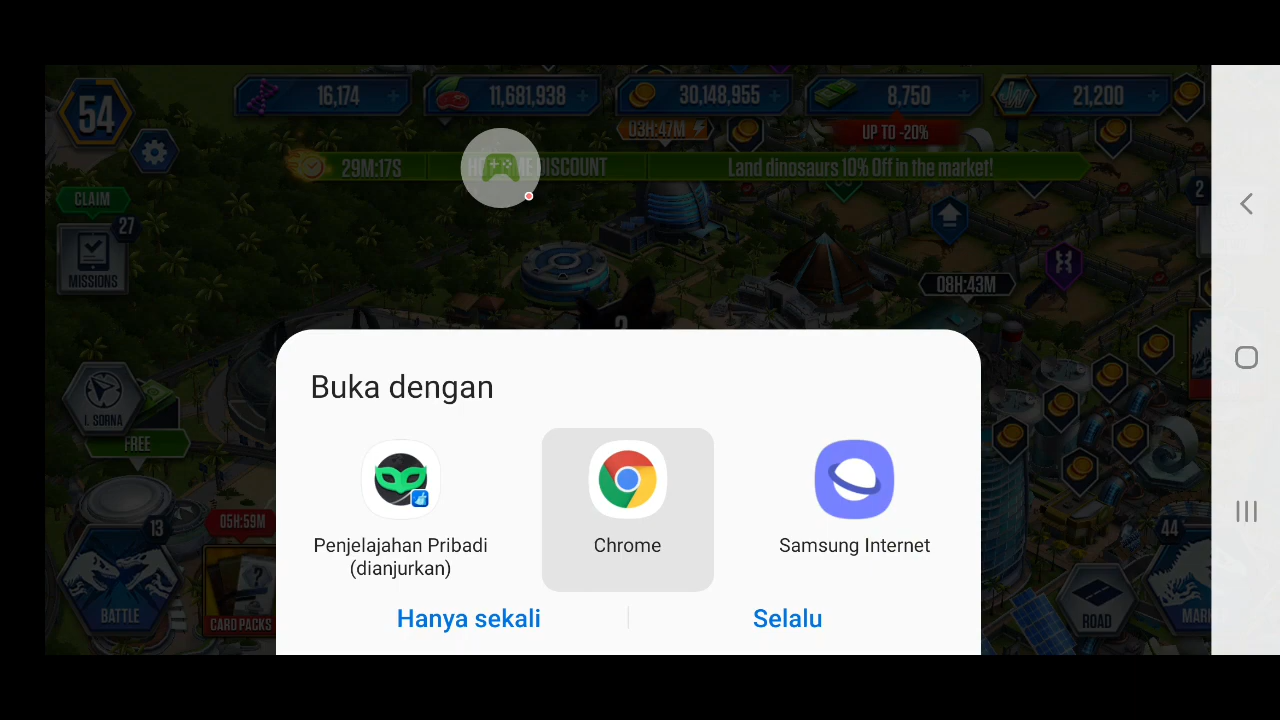 54
16,174
11,681,938
30,148,955
8,750
21,200
03H:47M
UP TO -20%
29M:17S
DISCOUNT
Land dinosaurs 10% Off in the market!
CLAIM
27
MISSIONS
2
08H:43M
2
I. SORNA
FREE
Buka dengan
Penjelajahan Pribadi
(dianjurkan)
Chrome
Samsung Internet
Hanya sekali
Selalu
13
05H:59M
44
BATTLE
CARD PACKS
ROAD